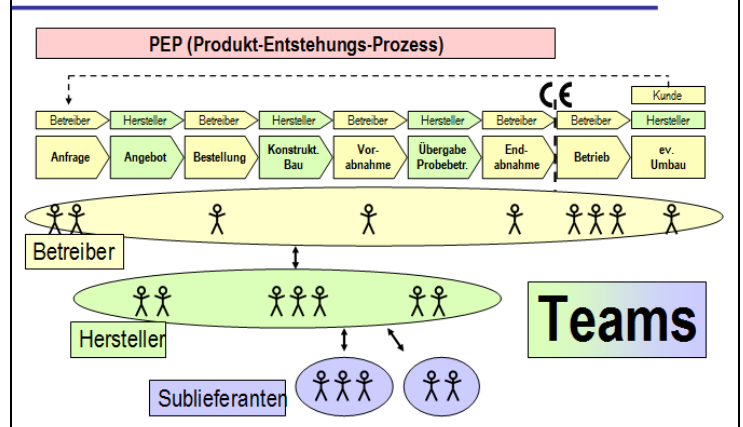 PEP (Produkt-Entstehungs-Prozess)
CE
Kunde
Betreiber Hersteller Betreiber Hersteller Betreiber Hersteller Betreiber Betreiber Hersteller
Anfrage Angebot Bestellung Konstrukt. Bau Vor-abnahme Übergabe Probebetr. End-abnahme Betrieb ev. Umbau
Betreiber
Hersteller
Teams
Sublieferanten